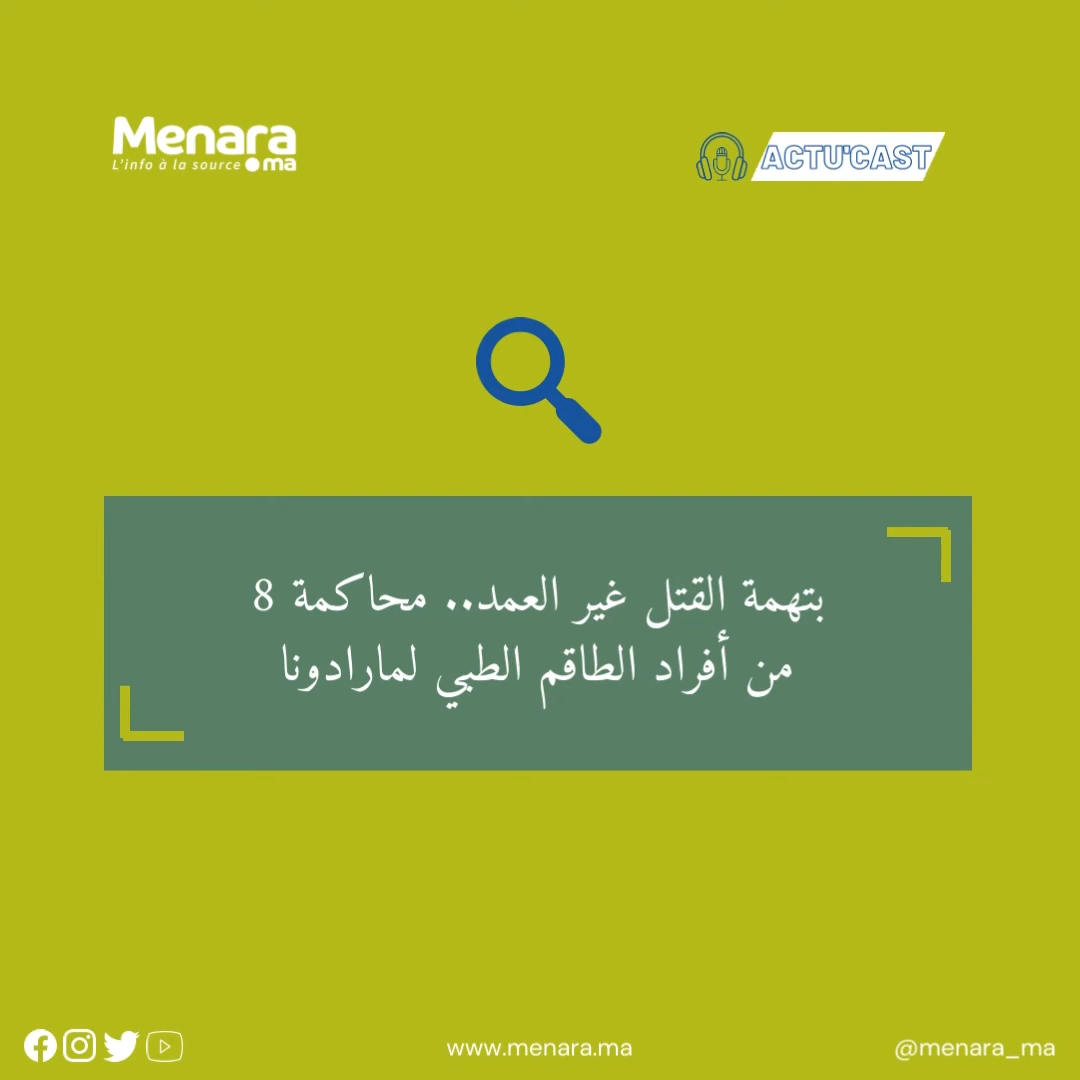 Menara
L'info à la source .ma
ACTU'CAST
بتهمة القتل غير العمد.. محاكمة 8
من أفراد الطاقم الطبي لمارادونا
www.menara.ma
@menara_ma